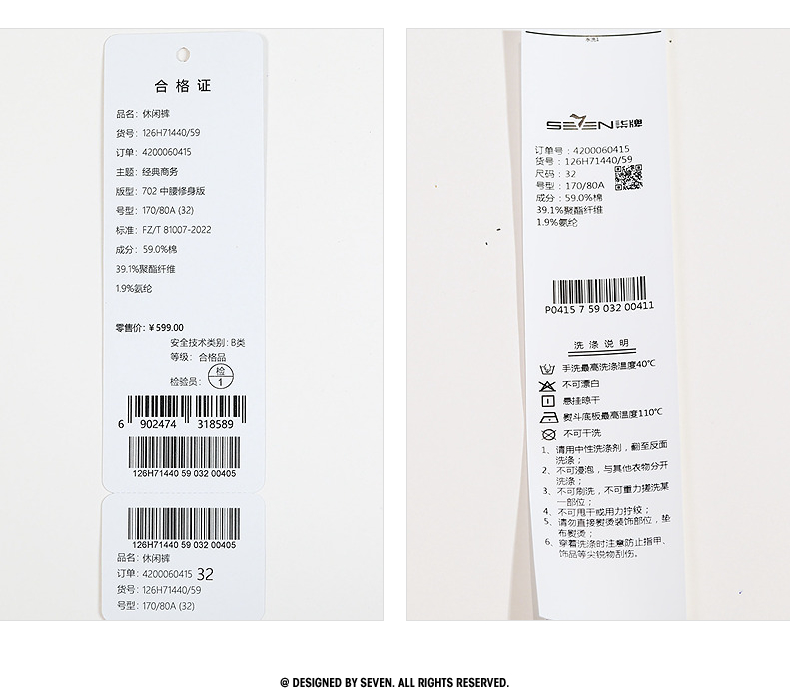 合格证
品名：休闲裤
货号：126H71440/59
订单：4200060415
主题：经典商务
版型：702 中腰修身版
号型：170/80A (32)
标准：FZ/T 81007-2022
成分：59.0%棉
39.1%聚酯纤维
1.9%氨纶
零售价：¥599.00
安全技术类别：B类
等级：合格品
检验员：检 1
6 902474 318589
126H71440 59 032 00405
126H71440 59 032 00405
品名：休闲裤
订单：4200060415 32
货号：126H71440/59
号型：170/80A (32)
SEVEN柒牌
订单号：4200060415
货号：126H71440/59
尺码：32
号型：170/80A
成分：59.0%棉
39.1%聚酯纤维
1.9%氨纶
P0415 7 59 032 00411
洗涤说明
手洗最高洗涤温度40℃
不可漂白
悬挂晾干
熨斗底板最高温度110℃
不可干洗
1、请用中性洗涤剂，翻至反面
洗涤；
2、不可浸泡，与其他衣物分开
洗涤；
3、不可刷洗，不可重力搓洗某
一部位；
4、不可甩干或用力拧绞；
5、请勿直接熨烫装饰部位，垫
布熨烫；
6、穿着洗涤时注意防止指甲、
饰品等尖锐物刮伤。
@ DESIGNED BY SEVEN. ALL RIGHTS RESERVED.